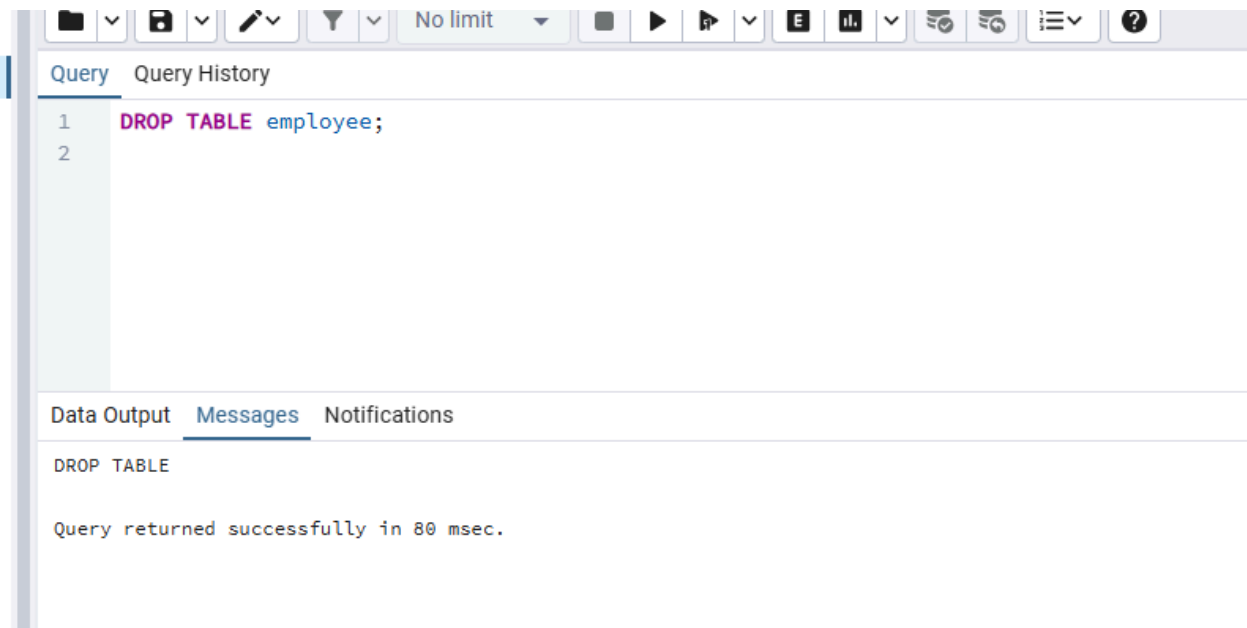 No limit
E
Query Query History
1 DROP TABLE employee;
2
Data Output Messages Notifications
DROP TABLE
Query returned successfully in 80 msec.